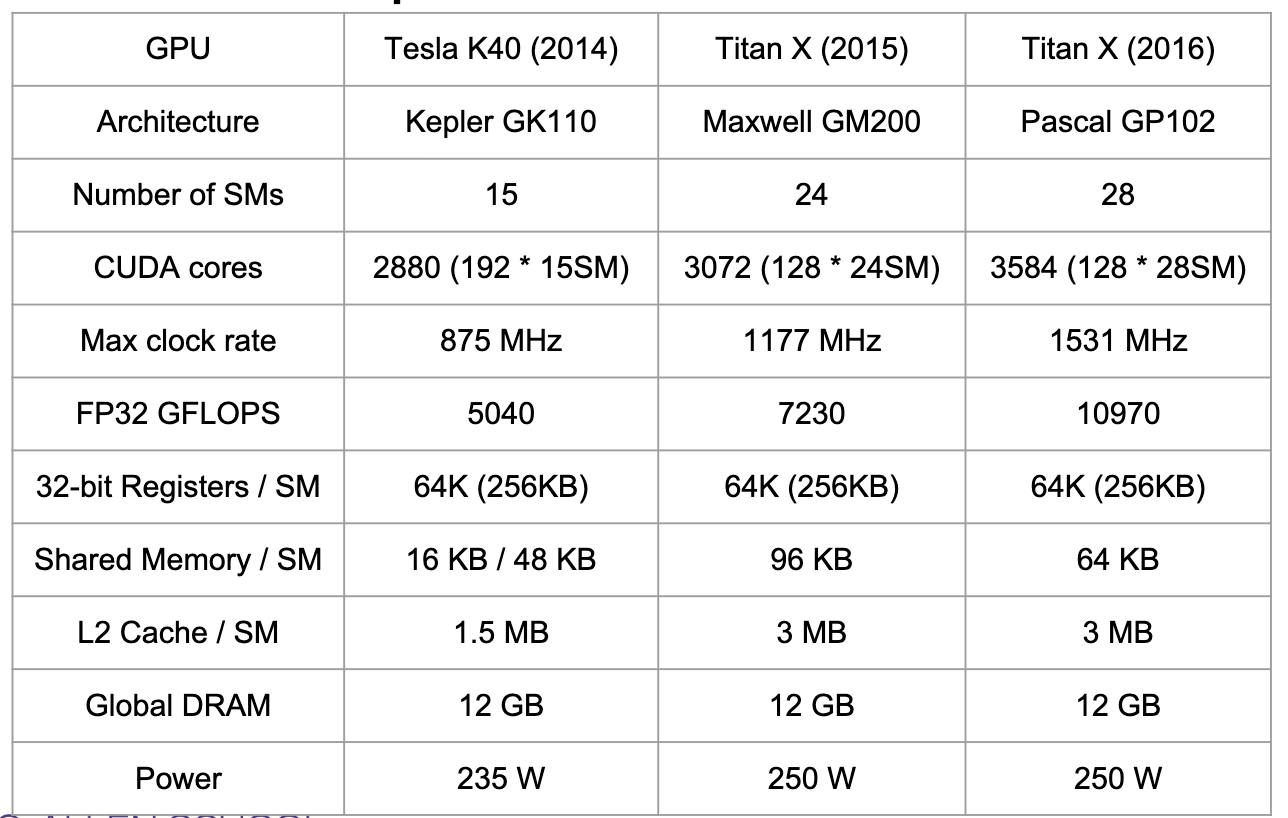 GPU Tesla K40 (2014) Titan X (2015) Titan X (2016)
Architecture Kepler GK110 Maxwell GM200 Pascal GP102
Number of SMs 15 24 28
CUDA cores 2880 (192 * 15SM) 3072 (128 * 24SM) 3584 (128 * 28SM)
Max clock rate 875 MHz 1177 MHz 1531 MHz
FP32 GFLOPS 5040 7230 10970
32-bit Registers / SM 64K (256KB) 64K (256KB) 64K (256KB)
Shared Memory / SM 16 KB / 48 KB 96 KB 64 KB
L2 Cache / SM 1.5 MB 3 MB 3 MB
Global DRAM 12 GB 12 GB 12 GB
Power 235 W 250 W 250 W